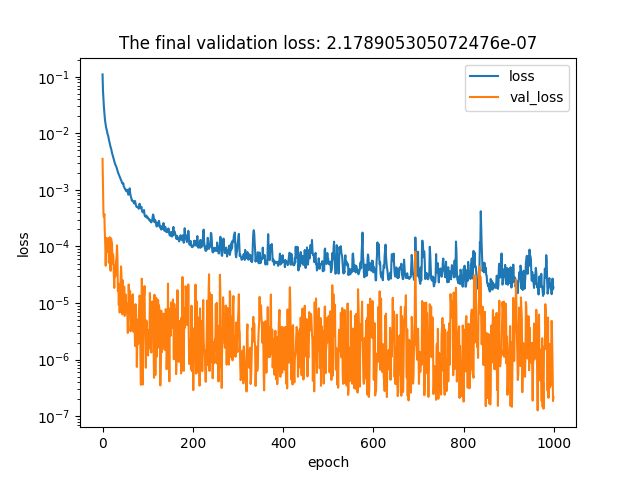 The final validation loss: 2.178905305072476e-07
loss
val_loss
10⁻¹
10⁻²
10⁻³
10⁻⁴
10⁻⁵
10⁻⁶
10⁻⁷
loss
0 200 400 600 800 1000
epoch